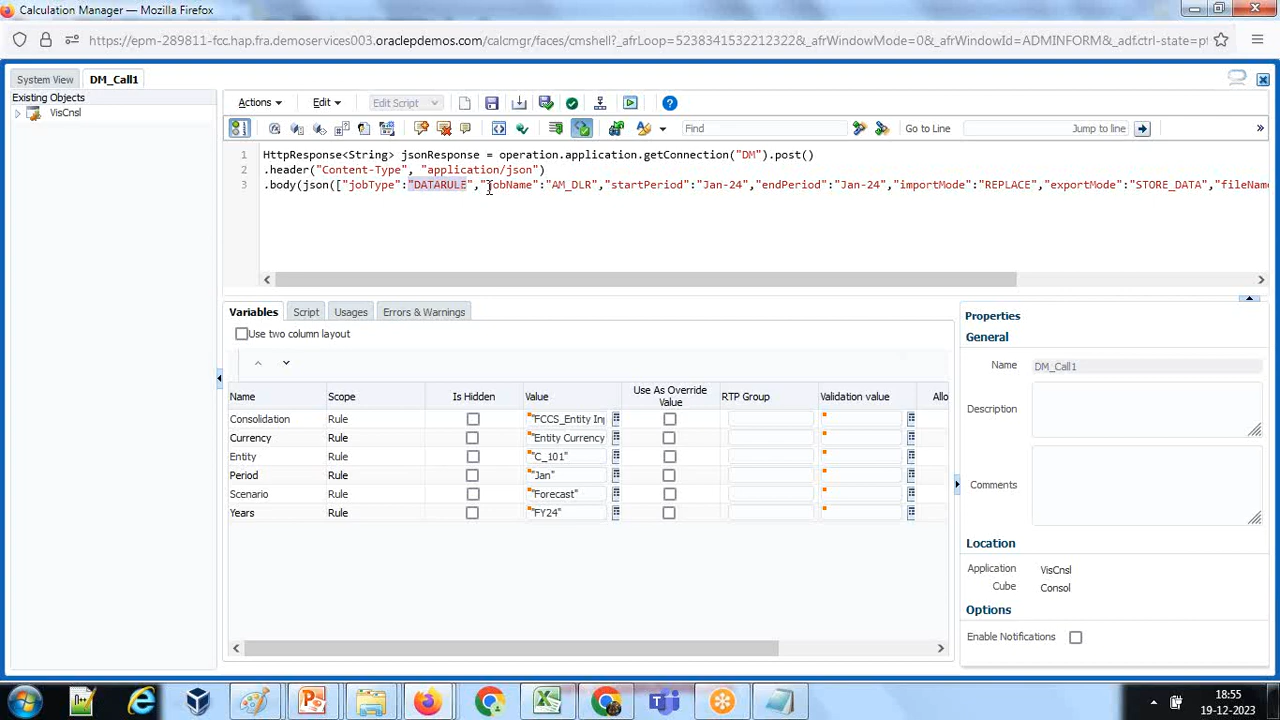 Calculation Manager — Mozilla Firefox
https://epm-289811-fcc.hap.fra.demoservices003.oraclepdemos.com/calcmgr/faces/cmshell?_afrLoop=52383415322122322&_afrWindowMode=0&_afrWindowId=ADMINFORM&_adf.ctrl-state=p
System View
DM_Call1
Existing Objects
VisCnsl
Actions
Edit
Edit Script
Find
Go to Line
Jump to line
»
1 HttpResponse<String> jsonResponse = operation.application.getConnection("DM").post()
2 .header("Content-Type", "application/json")
3 .body(json(["jobType":"DATARULE","jobName":"AM_DLR","startPeriod":"Jan-24","endPeriod":"Jan-24","importMode":"REPLACE","exportMode":"STORE_DATA","fileName
Variables
Script
Usages
Errors & Warnings
Use two column layout
Name
Scope
Is Hidden
Value
Use As Override Value
RTP Group
Validation value
Allo
Consolidation Rule "FCCS_Entity Inp
Currency Rule "Entity Currency
Entity Rule "C_101"
Period Rule "Jan"
Scenario Rule "Forecast"
Years Rule "FY24"
Properties
General
Name DM_Call1
Description
Comments
Location
Application VisCnsl
Cube Consol
Options
Enable Notifications
18:55
19-12-2023